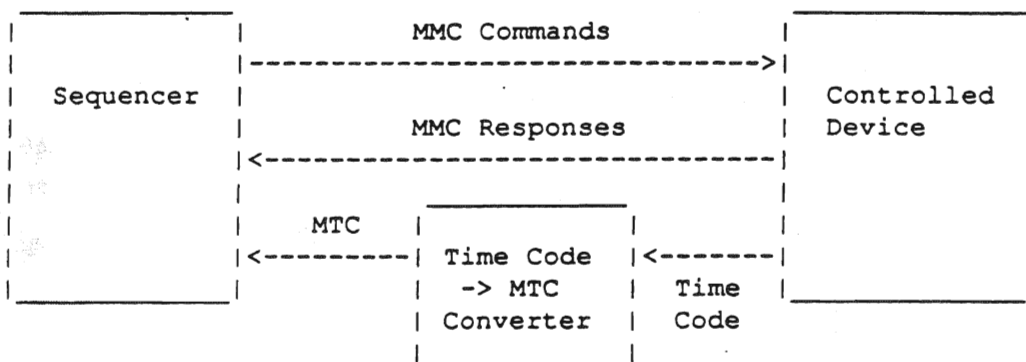 MMC Commands
Sequencer
Controlled
Device
MMC Responses
MTC
Time Code
-> MTC
Converter
Time
Code